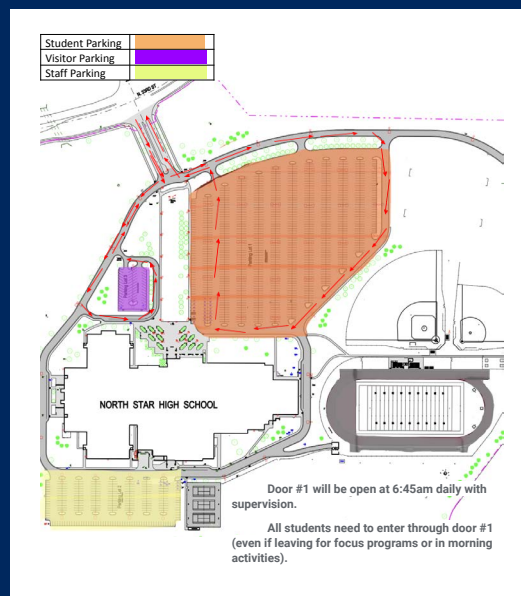 Student Parking
Visitor Parking
Staff Parking
N. 33RD ST
NORTH STAR HIGH SCHOOL
Door #1 will be open at 6:45am daily with
supervision.
All students need to enter through door #1
(even if leaving for focus programs or in morning
activities).